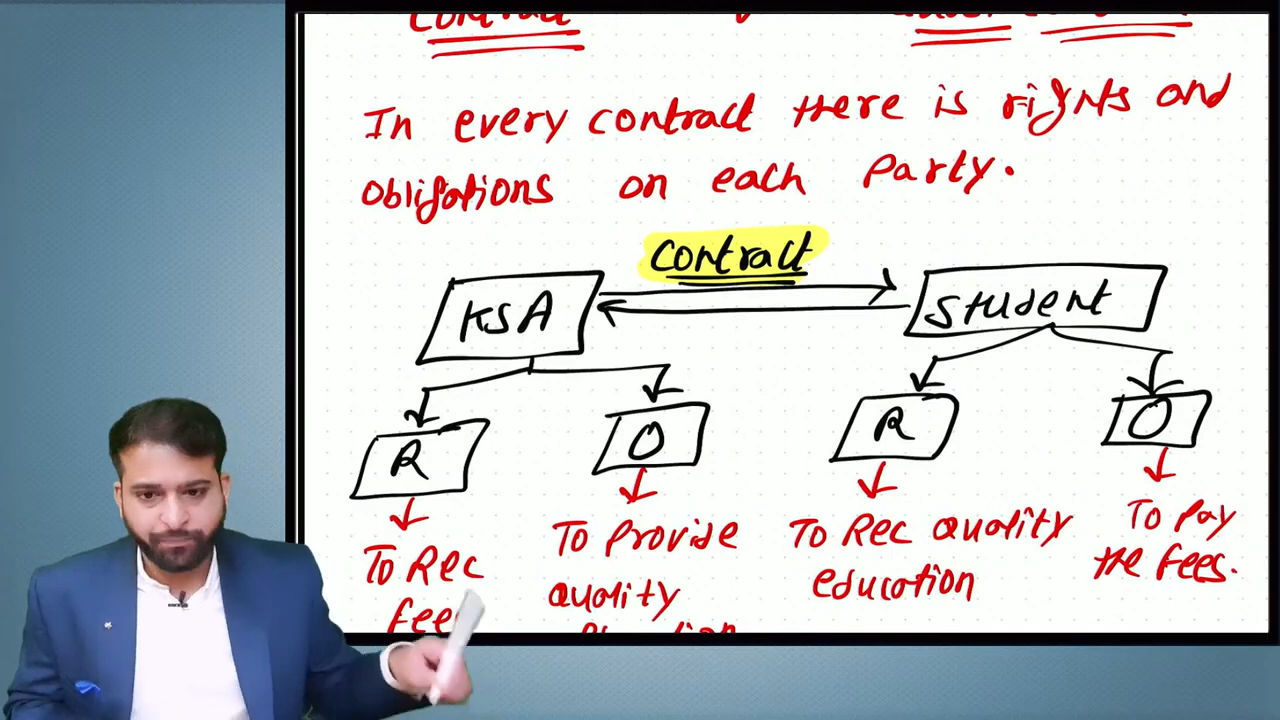 contract
In every contract there is rights and
obligations on each Party.
contract
KSA
Student
R
O
R
O
To Rec
fees
To Provide
quality
To Rec quality
education
To Pay
the fees.